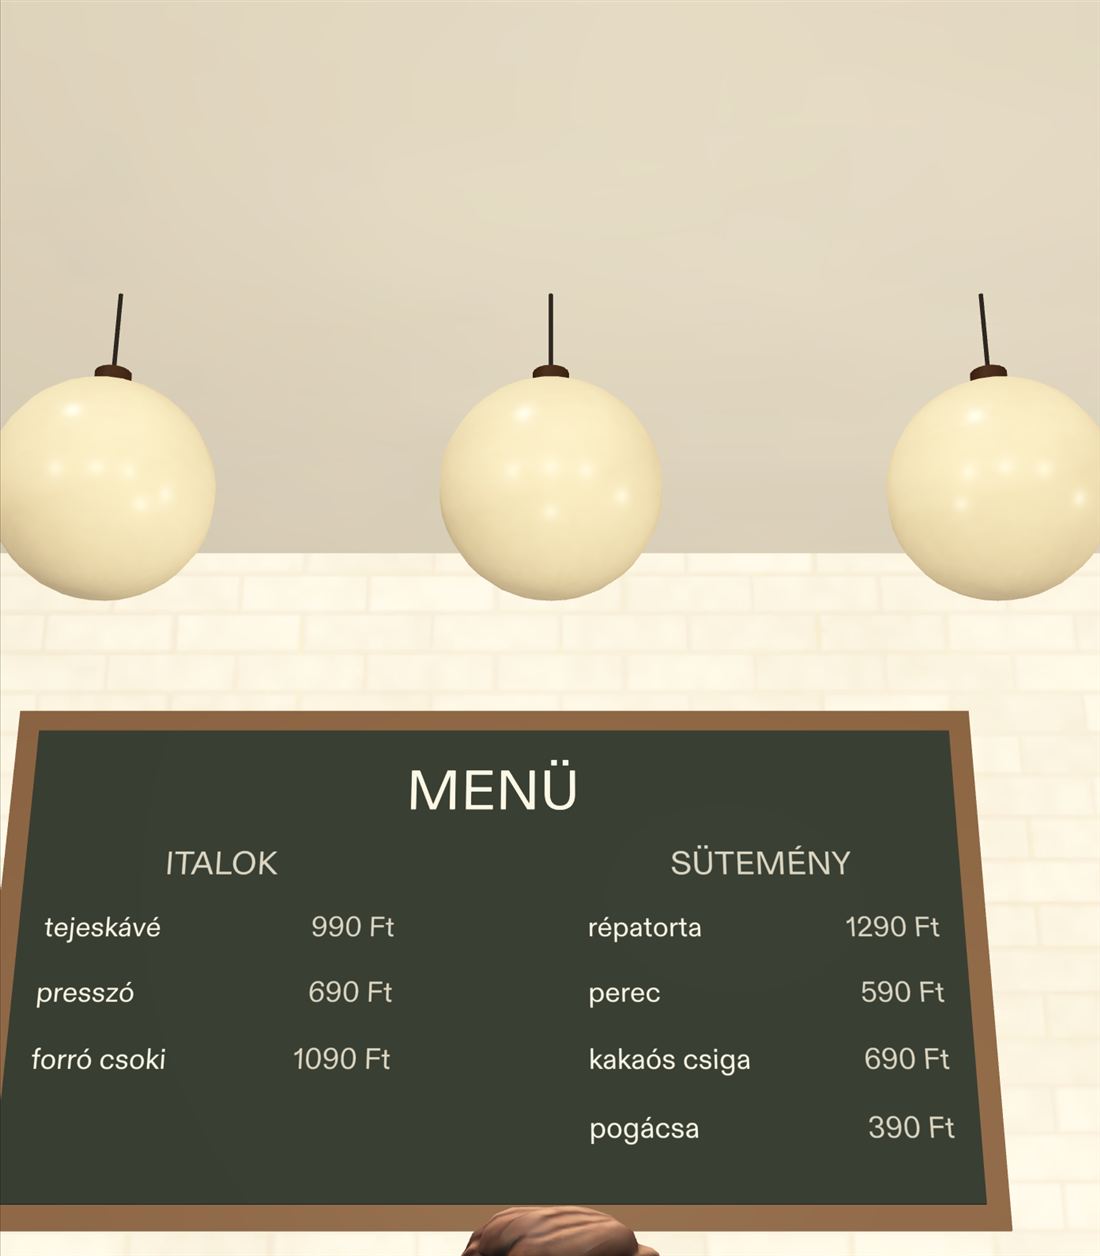 MENÜ
ITALOK
tejeskávé 990 Ft
presszó 690 Ft
forró csoki 1090 Ft
SÜTEMÉNY
répatorta 1290 Ft
perec 590 Ft
kakaós csiga 690 Ft
pogácsa 390 Ft